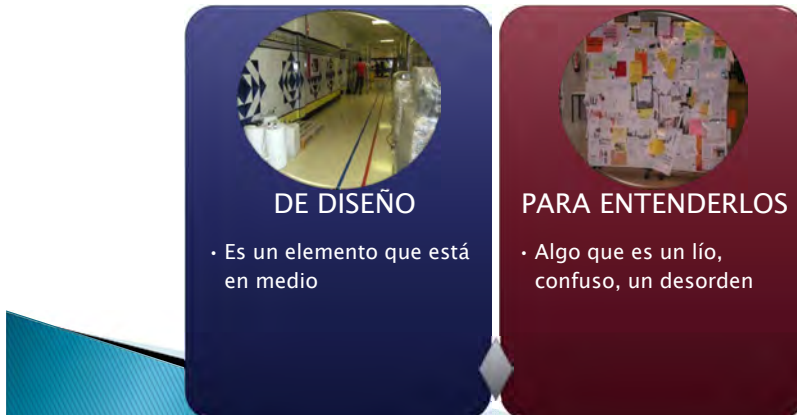 DE DISEÑO
• Es un elemento que está
en medio
PARA ENTENDERLOS
• Algo que es un lío,
confuso, un desorden